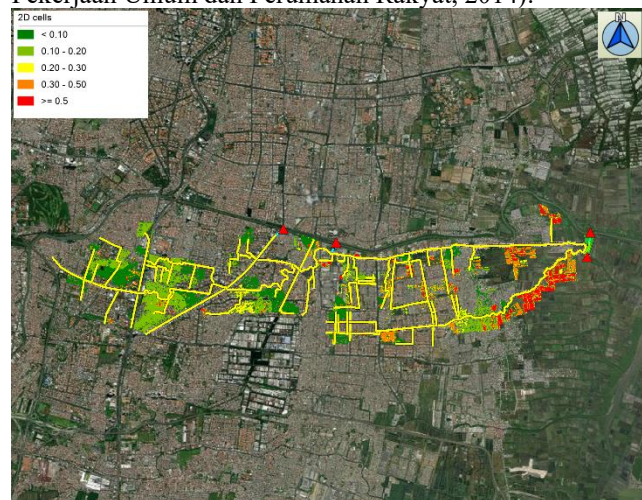 Pekerjaan Umum dan Perumahan Rakyat, 2014).
2D cells
< 0.10
0.10 - 0.20
0.20 - 0.30
0.30 - 0.50
>= 0.5
N